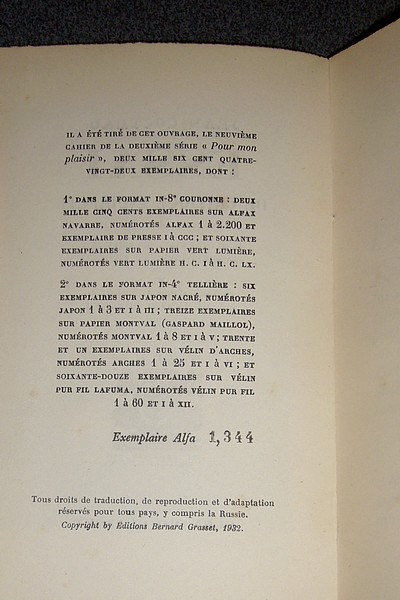 IL A ÉTÉ TIRÉ DE CET OUVRAGE, LE NEUVIÈME
CAHIER DE LA DEUXIÈME SÉRIE « Pour mon
plaisir », DEUX MILLE SIX CENT QUATRE-
VINGT-DEUX EXEMPLAIRES, DONT :
1° DANS LE FORMAT IN-8° COURONNE : DEUX
MILLE CINQ CENTS EXEMPLAIRES SUR ALFAX
NAVARRE, NUMÉROTÉS ALFAX 1 à 2.200 ET
EXEMPLAIRE DE PRESSE I à CCC ; ET SOIXANTE
EXEMPLAIRES SUR PAPIER VERT LUMIÈRE,
NUMÉROTÉS VERT LUMIÈRE H. C. I à H. C. LX.
2° DANS LE FORMAT IN-4° TELLIÈRE : SIX
EXEMPLAIRES SUR JAPON NACRÉ, NUMÉROTÉS
JAPON 1 à 3 ET I à III ; TREIZE EXEMPLAIRES
SUR PAPIER MONTVAL (GASPARD MAILLOL),
NUMÉROTÉS MONTVAL 1 à 8 ET I à V ; TRENTE
ET UN EXEMPLAIRES SUR VÉLIN D'ARCHES,
NUMÉROTÉS ARCHES 1 à 25 ET I à VI ; ET
SOIXANTE-DOUZE EXEMPLAIRES SUR VÉLIN
PUR FIL LAFUMA, NUMÉROTÉS VÉLIN PUR FIL
1 à 60 ET I à XII.
Exemplaire Alfa 1,344
Tous droits de traduction, de reproduction et d'adaptation
réservés pour tous pays, y compris la Russie.
Copyright by Editions Bernard Grasset, 1932.